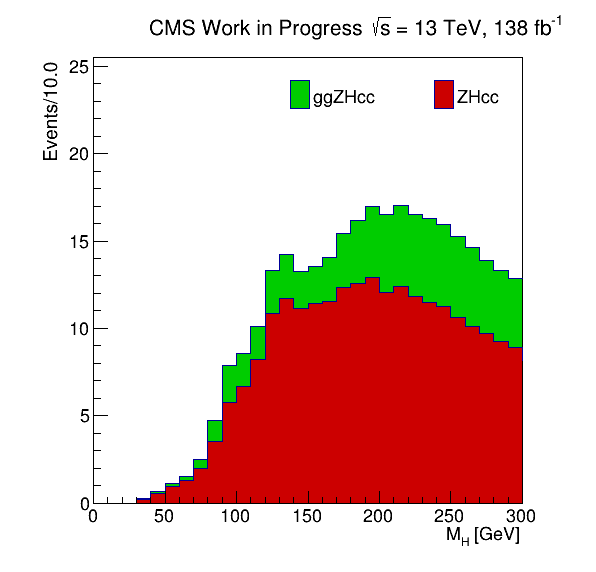 CMS Work in Progress √s = 13 TeV, 138 fb⁻¹
Events/10.0
25
20
15
10
5
0
ggZHcc
ZHcc
0 50 100 150 200 250 300
M_H [GeV]